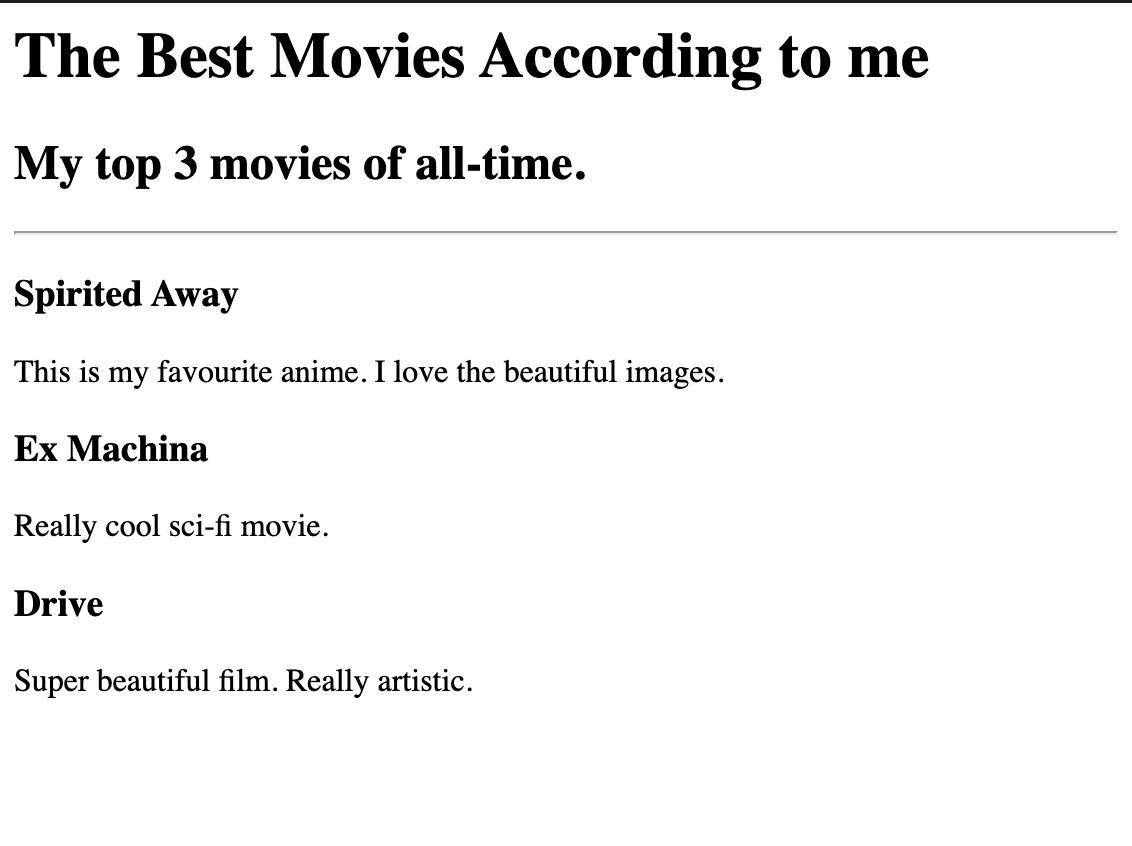 The Best Movies According to me
My top 3 movies of all-time.
Spirited Away
This is my favourite anime. I love the beautiful images.
Ex Machina
Really cool sci-fi movie.
Drive
Super beautiful film. Really artistic.